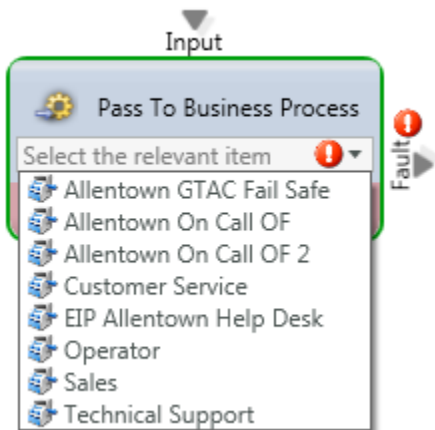 Input
Pass To Business Process
Select the relevant item
Fault
Allentown GTAC Fail Safe
Allentown On Call OF
Allentown On Call OF 2
Customer Service
EIP Allentown Help Desk
Operator
Sales
Technical Support